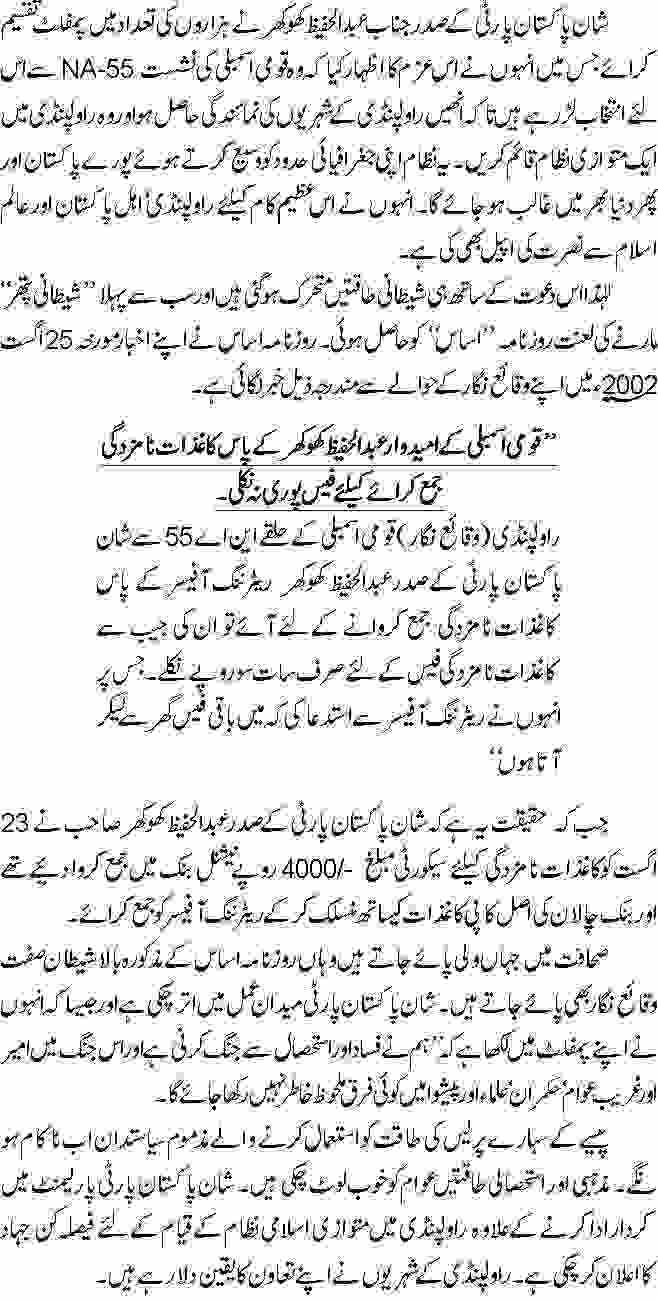 شان پاکستان پارٹی کے صدر جناب عبدالحفیظ کھوکھر نے ہزاروں کی تعداد میں پمفلٹ تقسیم
کرائے جس میں انہوں نے اس عزم کا اظہار کیا کہ وہ قومی اسمبلی کی نشست NA-55 سے اس
لئے انتخاب لڑ رہے ہیں تاکہ انھیں راولپنڈی کے شہریوں کی نمائندگی حاصل ہو اور وہ راولپنڈی میں
ایک متوازی نظام قائم کریں۔ یہ نظام اپنی جغرافیائی حدود کو وسیع کرتے ہوئے پورے پاکستان اور
پھر دنیا بھر میں غالب ہو جائے گا۔ انہوں نے اس عظیم کام کیلئے راولپنڈی‘ اہل پاکستان اور عالم
اسلام سے نصرت کی اپیل بھی کی ہے۔
لہٰذا اس دعوت کے ساتھ ہی شیطانی طاقتیں متحرک ہو گئی ہیں اور سب سے پہلا ’’شیطانی پتھر‘‘
مارنے کی لعنت روزنامہ ’’اساس‘‘ کو حاصل ہوئی۔ روزنامہ اساس نے اپنے اخبار مورخہ 25 اگست
2002ء میں اپنے وقائع نگار کے حوالے سے مندرجہ ذیل خبر لگائی ہے۔
’’قومی اسمبلی کے امیدوار عبدالحفیظ کھوکھر کے پاس کاغذات نامزدگی
جمع کرانے کیلئے فیس پوری نہ نکلی۔
راولپنڈی (وقائع نگار) قومی اسمبلی کے حلقے این اے 55 سے شان
پاکستان پارٹی کے صدر عبدالحفیظ کھوکھر ریٹرننگ آفیسر کے پاس
کاغذات نامزدگی جمع کروانے کے لئے آئے تو ان کی جیب سے
کاغذات نامزدگی فیس کے لئے صرف سات سو روپے نکلے۔ جس پر
انہوں نے ریٹرننگ آفیسر سے استدعا کی کہ میں باقی فیس گھر سے لیکر
آتا ہوں‘‘
جب کہ حقیقت یہ ہے کہ شان پاکستان پارٹی کے صدر عبدالحفیظ کھوکھر صاحب نے 23
اگست کو کاغذات نامزدگی کیلئے سیکورٹی مبلغ 4000/- روپے نیشنل بنک میں جمع کروا دیئے تھے
اور بنک چالان کی اصل کاپی کاغذات کیساتھ منسلک کر کے ریٹرننگ آفیسر کو جمع کرائے۔
صحافت میں جہاں ولی پائے جاتے ہیں وہاں روزنامہ اساس کے مذکورہ بالا شیطان صفت
وقائع نگار بھی پائے جاتے ہیں۔ شان پاکستان پارٹی میدان عمل میں اتر چکی ہے اور جیسا کہ انہوں
نے اپنے پمفلٹ میں لکھا ہے کہ ’’ہم نے فساد اور استحصال سے جنگ کرنی ہے اور اس جنگ میں امیر
اور غریب عوام‘ حکمران‘ علماء اور پیشوا میں کوئی فرق ملحوظ خاطر نہیں رکھا جائے گا۔
پیسے کے سہارے پریس کی طاقت کو استعمال کرنے والے مذموم سیاستدان اب ناکام ہو
نگے۔ مذہبی اور استحصالی طاقتیں عوام کو خوب لوٹ چکی ہیں۔ شان پاکستان پارٹی پارلیمنٹ میں
کردار ادا کرنے کے علاوہ راولپنڈی میں متوازی اسلامی نظام کے قیام کے لئے فیصلہ کن جہاد
کا اعلان کر چکی ہے۔ راولپنڈی کے شہریوں نے اپنے تعاون کا یقین دلا رہے ہیں۔